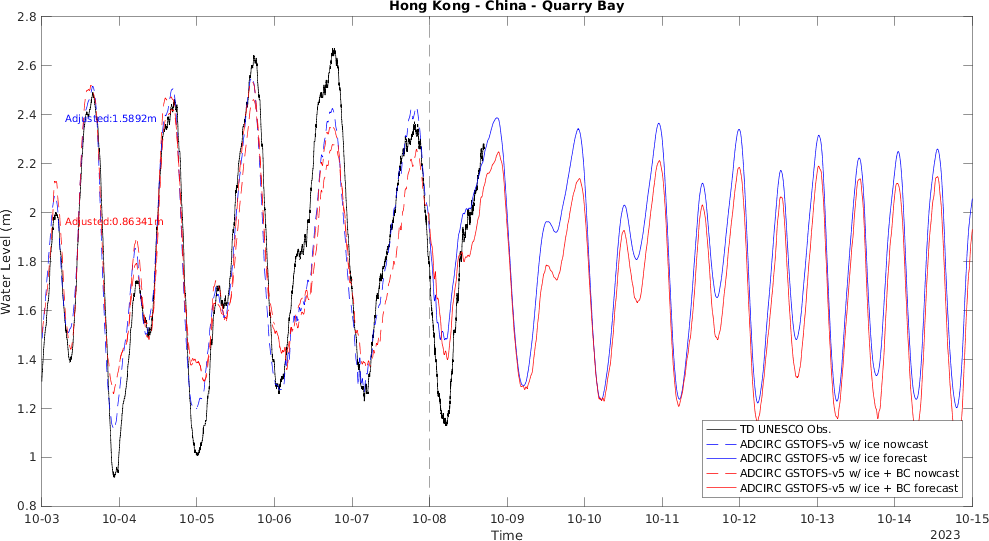 Hong Kong - China - Quarry Bay
2.8
2.6
2.4
2.2
2
1.8
1.6
1.4
1.2
1
0.8
Water Level (m)
Adjusted:1.5892m
Adjusted:0.86341m
TD UNESCO Obs.
ADCIRC GSTOFS-v5 w/ ice nowcast
ADCIRC GSTOFS-v5 w/ ice forecast
ADCIRC GSTOFS-v5 w/ ice + BC nowcast
ADCIRC GSTOFS-v5 w/ ice + BC forecast
10-03 10-04 10-05 10-06 10-07 10-08 10-09 10-10 10-11 10-12 10-13 10-14 10-15
Time
2023